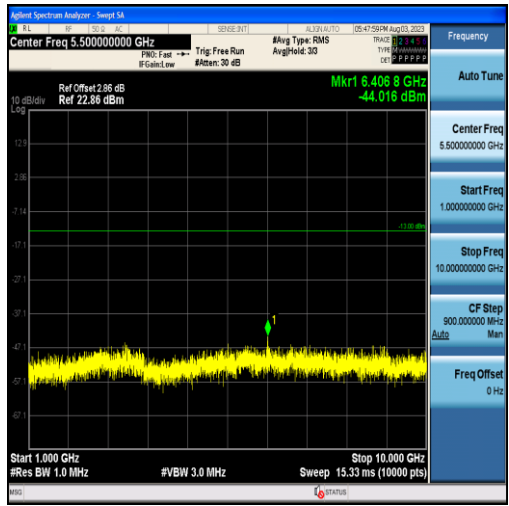 Agilent Spectrum Analyzer - Swept SA
RL RF 50 Ω AC SENSE:INT ALIGN AUTO 05:47:59PM Aug 03, 2023
Center Freq 5.500000000 GHz
PNO: Fast
IFGain:Low
Trig: Free Run
#Atten: 30 dB
#Avg Type: RMS
Avg|Hold: 3/3
TRACE 1 2 3 4 5 6
TYPE
DET P P P P P P
Frequency
Mkr1 6.406 8 GHz
-44.016 dBm
Ref Offset 2.86 dB
10 dB/div Ref 22.86 dBm
Log
12.9
2.86
-7.14
-13.00 dBm
-17.1
-27.1
-37.1
1
-47.1
-57.1
-67.1
Start 1.000 GHz
Stop 10.000 GHz
#Res BW 1.0 MHz
#VBW 3.0 MHz
Sweep 15.33 ms (10000 pts)
MSG
STATUS
Auto Tune
Center Freq
5.500000000 GHz
Start Freq
1.000000000 GHz
Stop Freq
10.000000000 GHz
CF Step
900.000000 MHz
Auto Man
Freq Offset
0 Hz